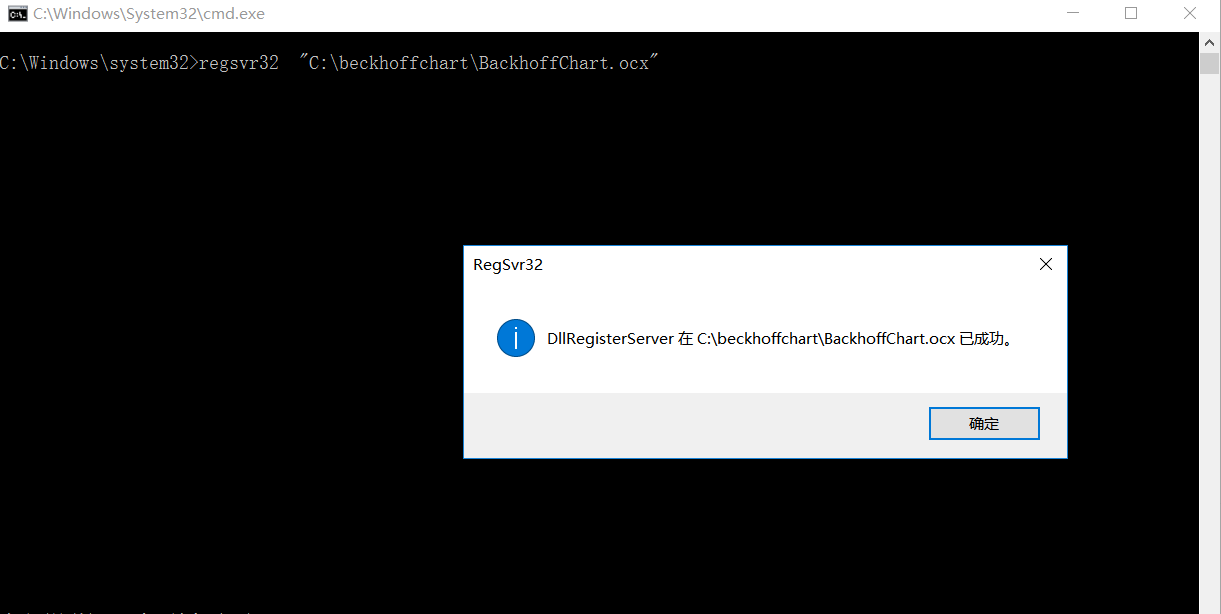 C:\Windows\System32\cmd.exe
C:\Windows\system32>regsvr32  "C:\beckhoffchart\BackhoffChart.ocx"
RegSvr32
DllRegisterServer 在 C:\beckhoffchart\BackhoffChart.ocx 已成功。
确定